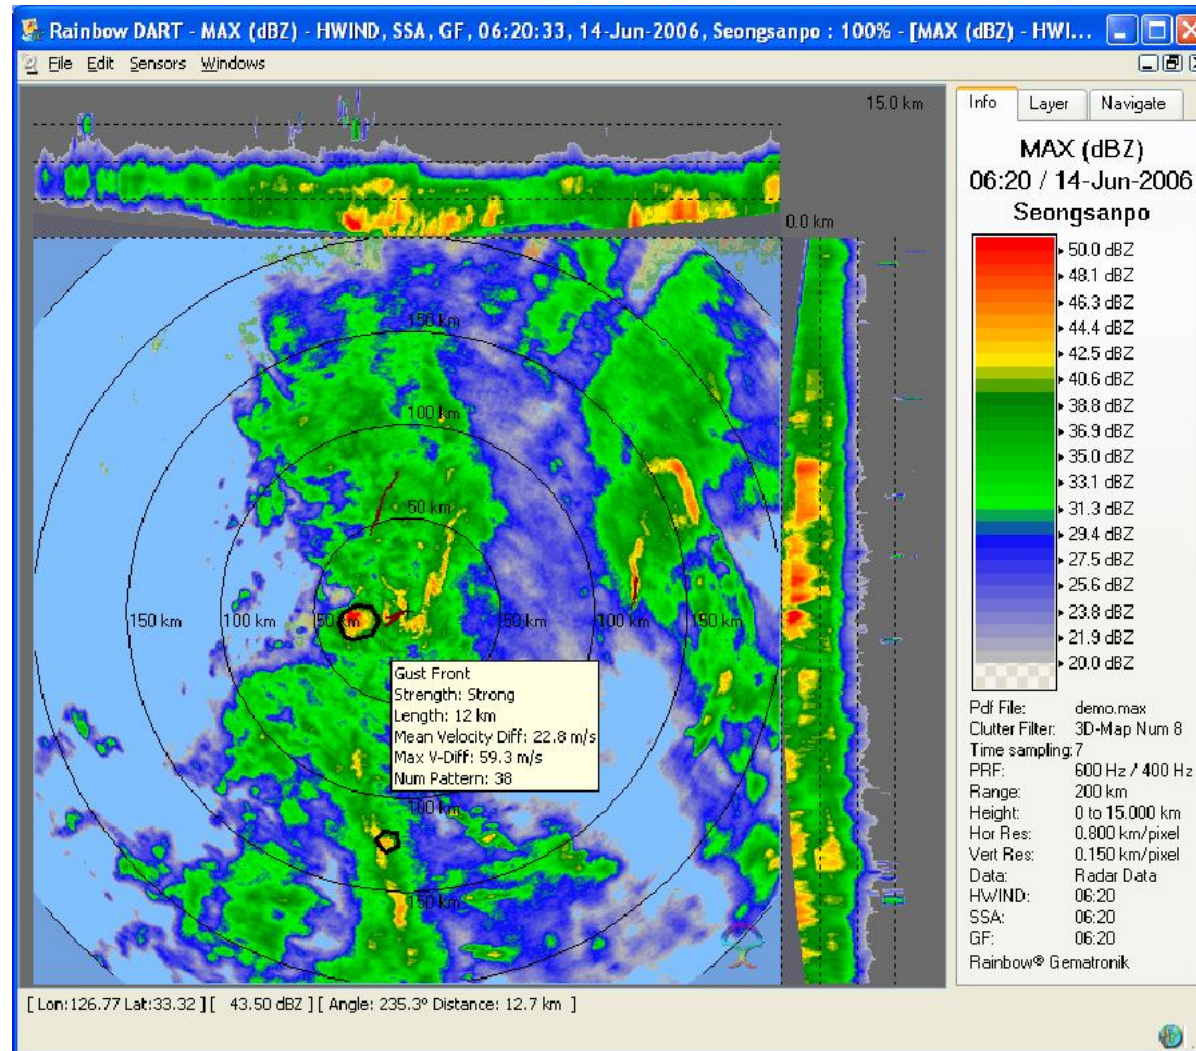 Rainbow DART - MAX (dBZ) - HWIND, SSA, GF, 06:20:33, 14-Jun-2006, Seongsanpo : 100% - [MAX (dBZ) - HWI...
File Edit Sensors Windows
15.0 km
0.0 km
150 km
100 km
50 km
150 km
100 km
50 km
50 km
100 km
150 km
Gust Front
Strength: Strong
Length: 12 km
Mean Velocity Diff: 22.8 m/s
Max V-Diff: 59.3 m/s
Num Pattern: 38
100 km
150 km
Info Layer Navigate
MAX (dBZ)
06:20 / 14-Jun-2006
Seongsanpo
50.0 dBZ
48.1 dBZ
46.3 dBZ
44.4 dBZ
42.5 dBZ
40.6 dBZ
38.8 dBZ
36.9 dBZ
35.0 dBZ
33.1 dBZ
31.3 dBZ
29.4 dBZ
27.5 dBZ
25.6 dBZ
23.8 dBZ
21.9 dBZ
20.0 dBZ
Pdf File: demo.max
Clutter Filter: 3D-Map Num 8
Time sampling: 7
PRF: 600 Hz / 400 Hz
Range: 200 km
Height: 0 to 15.000 km
Hor Res: 0.800 km/pixel
Vert Res: 0.150 km/pixel
Data: Radar Data
HWIND: 06:20
SSA: 06:20
GF: 06:20
Rainbow® Gematronik
[ Lon:126.77 Lat:33.32 ] [ 43.50 dBZ ] [ Angle: 235.3° Distance: 12.7 km ]